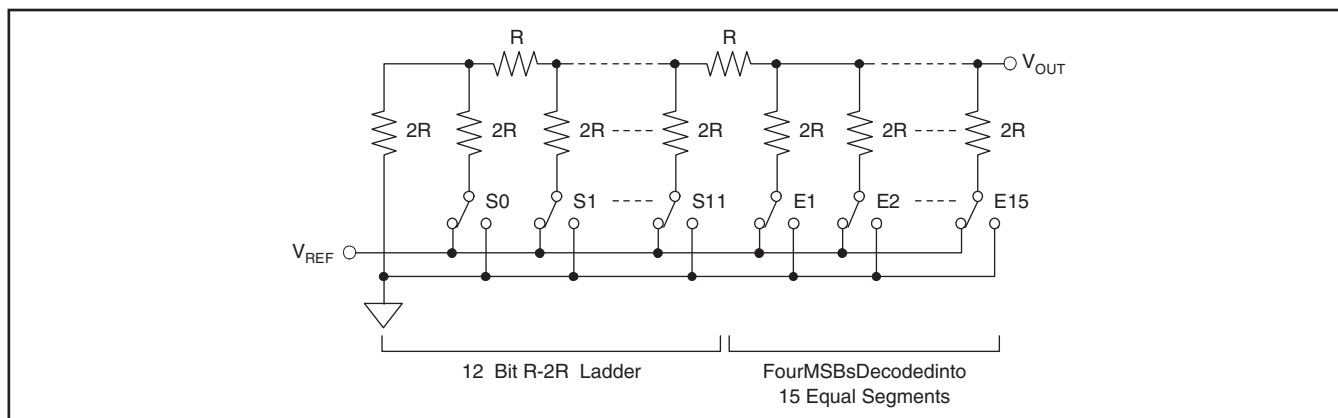 R R
V_OUT
2R 2R 2R ---- 2R 2R 2R ---- 2R
S0 S1 ---- S11 E1 E2 ---- E15
V_REF
12 Bit R-2R Ladder
FourMSBsDecodedinto
15 Equal Segments